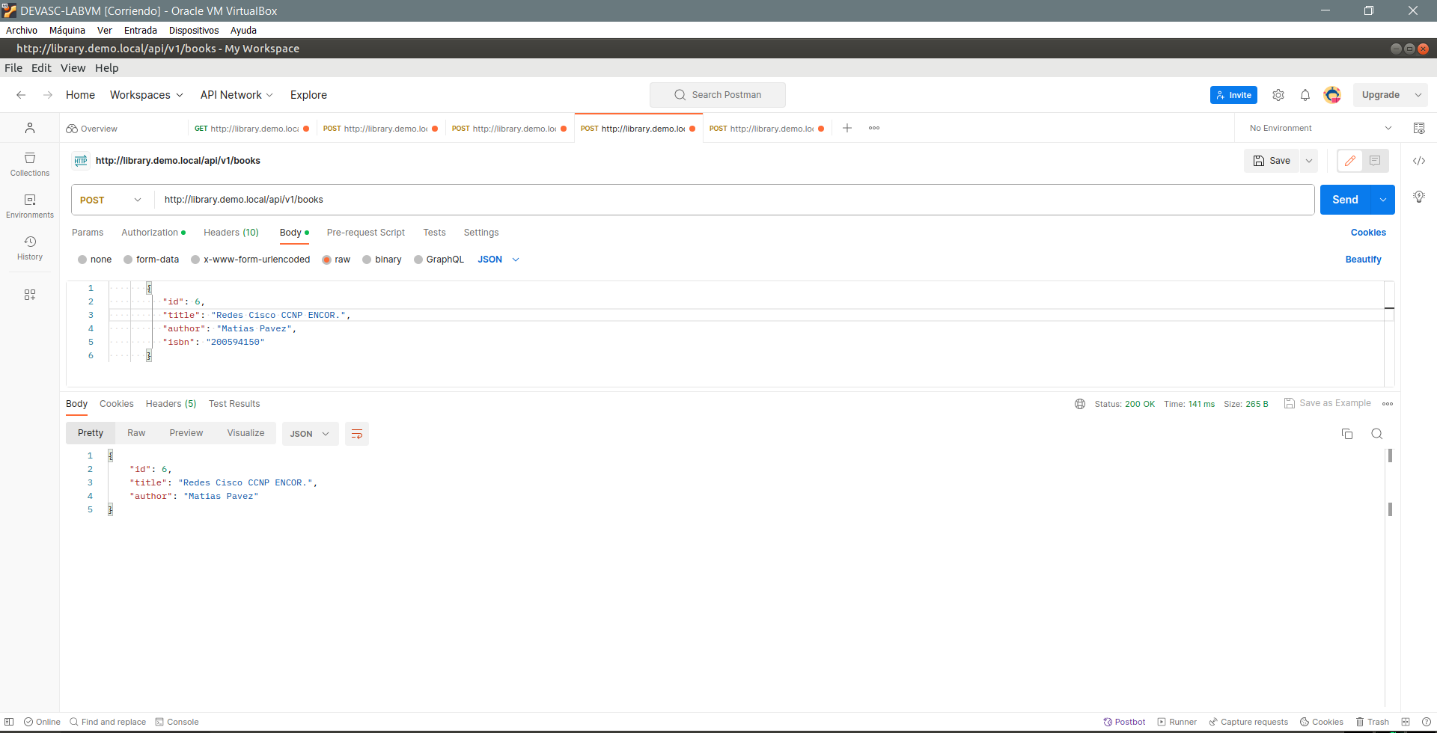 DEVASC-LABVM [Corriendo] - Oracle VM VirtualBox
Archivo Máquina Ver Entrada Dispositivos Ayuda
http://library.demo.local/api/v1/books - My Workspace
File Edit View Help
Home Workspaces API Network Explore Search Postman Invite Upgrade
Overview GET http://library.demo.loca POST http://library.demo.loc POST http://library.demo.loc POST http://library.demo.loc POST http://library.demo.loc No Environment
HTTP http://library.demo.local/api/v1/books Save
Collections
Environments
History
POST http://library.demo.local/api/v1/books Send
Params Authorization Headers (10) Body Pre-request Script Tests Settings Cookies
none form-data x-www-form-urlencoded raw binary GraphQL JSON Beautify
1 {
2 "id": 6,
3 "title": "Redes Cisco CCNP ENCOR.",
4 "author": "Matias Pavez",
5 "isbn": "200594150"
6 }
Body Cookies Headers (5) Test Results Status: 200 OK Time: 141 ms Size: 265 B Save as Example
Pretty Raw Preview Visualize JSON
1 {
2 "id": 6,
3 "title": "Redes Cisco CCNP ENCOR.",
4 "author": "Matias Pavez"
5 }
Online Find and replace Console Postbot Runner Capture requests Cookies Trash